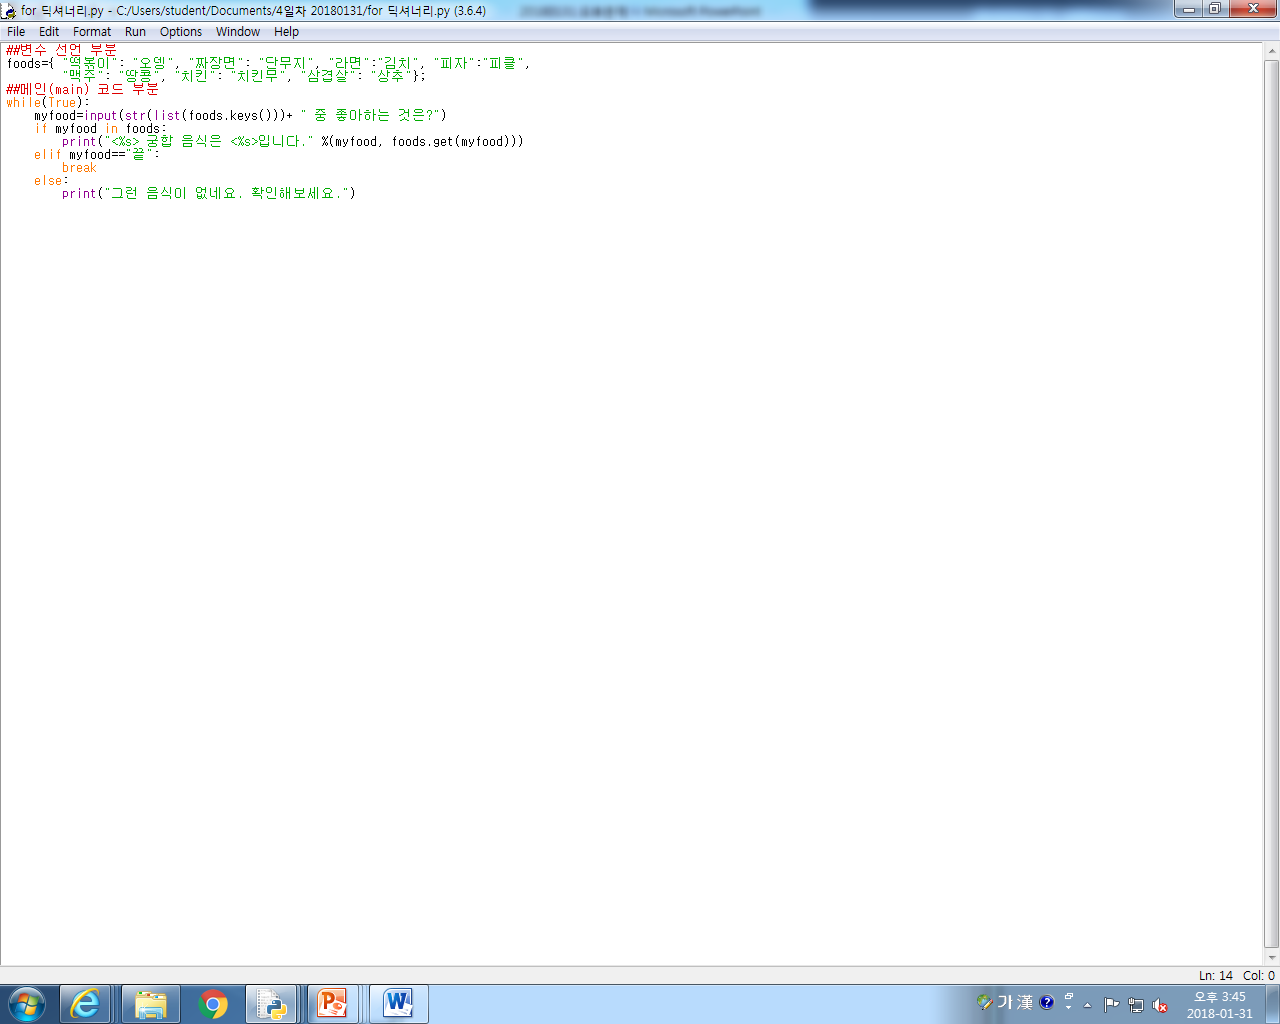 for 딕셔너리.py - C:/Users/student/Documents/4일차 20180131/for 딕셔너리.py (3.6.4)
File Edit Format Run Options Window Help
##변수 선언 부분
foods={ "떡볶이": "오뎅", "짜장면": "단무지", "라면":"김치", "피자":"피클",
"맥주": "땅콩", "치킨": "치킨무", "삼겹살": "상추"};
##메인(main) 코드 부분
while(True):
myfood=input(str(list(foods.keys()))+ " 중 좋아하는 것은?")
if myfood in foods:
print("<%s> 궁합 음식은 <%s>입니다." %(myfood, foods.get(myfood)))
elif myfood=="끝":
break
else:
print("그런 음식이 없네요. 확인해보세요.")
Ln: 14 Col: 0
가 漢
오후 3:45
2018-01-31